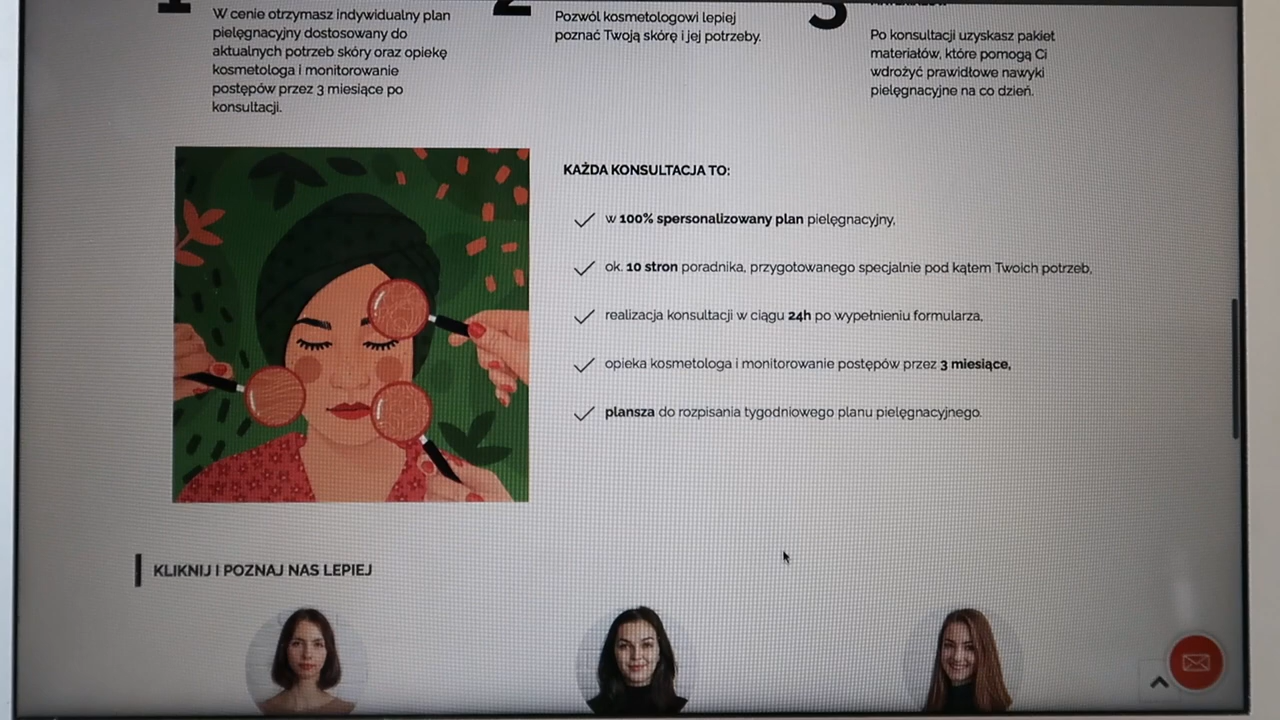 1
W cenie otrzymasz indywidualny plan
pielęgnacyjny dostosowany do
aktualnych potrzeb skóry oraz opiekę
kosmetologa i monitorowanie
postępów przez 3 miesiące po
konsultacji.
2
Pozwól kosmetologowi lepiej
poznać Twoją skórę i jej potrzeby.
3
Po konsultacji uzyskasz pakiet
materiałów, które pomogą Ci
wdrożyć prawidłowe nawyki
pielęgnacyjne na co dzień.
KAŻDA KONSULTACJA TO:
w 100% spersonalizowany plan pielęgnacyjny,
ok. 10 stron poradnika, przygotowanego specjalnie pod kątem Twoich potrzeb,
realizacja konsultacji w ciągu 24h po wypełnieniu formularza,
opieka kosmetologa i monitorowanie postępów przez 3 miesiące,
plansza do rozpisania tygodniowego planu pielęgnacyjnego.
KLIKNIJ I POZNAJ NAS LEPIEJ